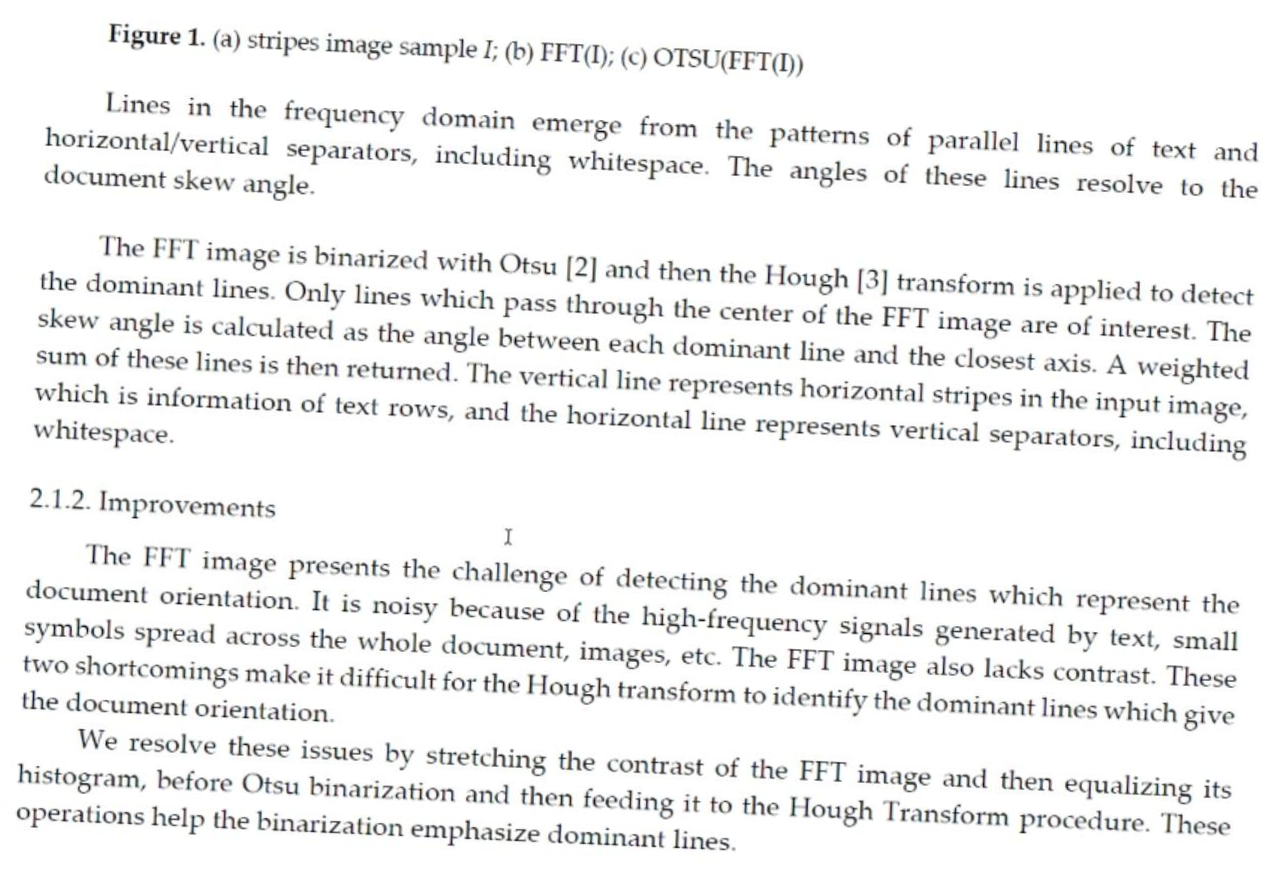 Figure 1. (a) stripes image sample I; (b) FFT(I); (c) OTSU(FFT(I))
Lines in the frequency domain emerge from the patterns of parallel lines of text and
horizontal/vertical separators, including whitespace. The angles of these lines resolve to the
document skew angle.
The FFT image is binarized with Otsu [2] and then the Hough [3] transform is applied to detect
the dominant lines. Only lines which pass through the center of the FFT image are of interest. The
skew angle is calculated as the angle between each dominant line and the closest axis. A weighted
sum of these lines is then returned. The vertical line represents horizontal stripes in the input image,
which is information of text rows, and the horizontal line represents vertical separators, including
whitespace.
2.1.2. Improvements
The FFT image presents the challenge of detecting the dominant lines which represent the
document orientation. It is noisy because of the high-frequency signals generated by text, small
symbols spread across the whole document, images, etc. The FFT image also lacks contrast. These
two shortcomings make it difficult for the Hough transform to identify the dominant lines which give
the document orientation.
We resolve these issues by stretching the contrast of the FFT image and then equalizing its
histogram, before Otsu binarization and then feeding it to the Hough Transform procedure. These
operations help the binarization emphasize dominant lines.